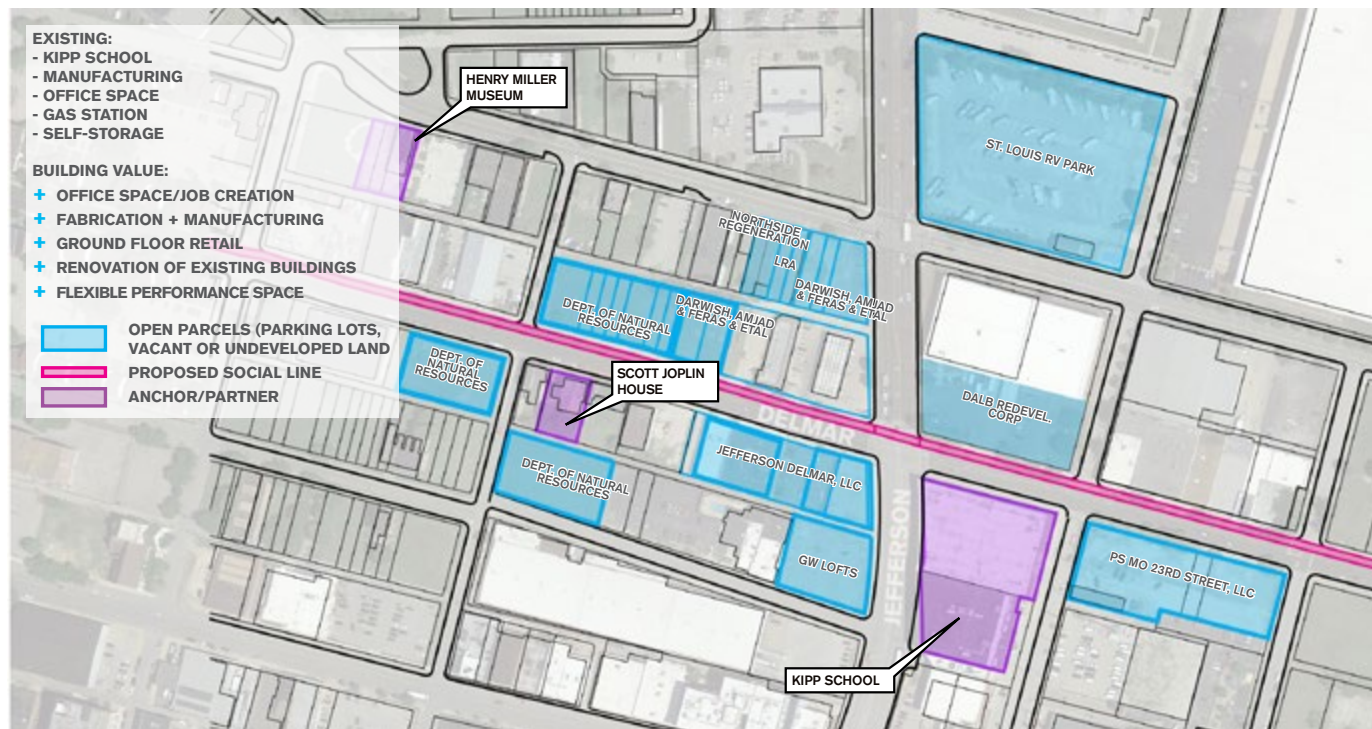 EXISTING:
- KIPP SCHOOL
- MANUFACTURING
- OFFICE SPACE
- GAS STATION
- SELF-STORAGE
BUILDING VALUE:
+ OFFICE SPACE/JOB CREATION
+ FABRICATION + MANUFACTURING
+ GROUND FLOOR RETAIL
+ RENOVATION OF EXISTING BUILDINGS
+ FLEXIBLE PERFORMANCE SPACE
OPEN PARCELS (PARKING LOTS,
VACANT OR UNDEVELOPED LAND
PROPOSED SOCIAL LINE
ANCHOR/PARTNER
HENRY MILLER
MUSEUM
ST. LOUIS RV PARK
NORTHSIDE
REGENERATION
LRA
DARWISH, AMJAD
& FERAS & ETAL
DEPT. OF NATURAL
RESOURCES
DARWISH, AMJAD
& FERAS & ETAL
DEPT. OF
NATURAL
RESOURCES
SCOTT JOPLIN
HOUSE
DELMAR
DALB REDEVEL.
CORP
DEPT. OF NATURAL
RESOURCES
JEFFERSON DELMAR, LLC
JEFFERSON
GW LOFTS
PS MO 23RD STREET, LLC
KIPP SCHOOL